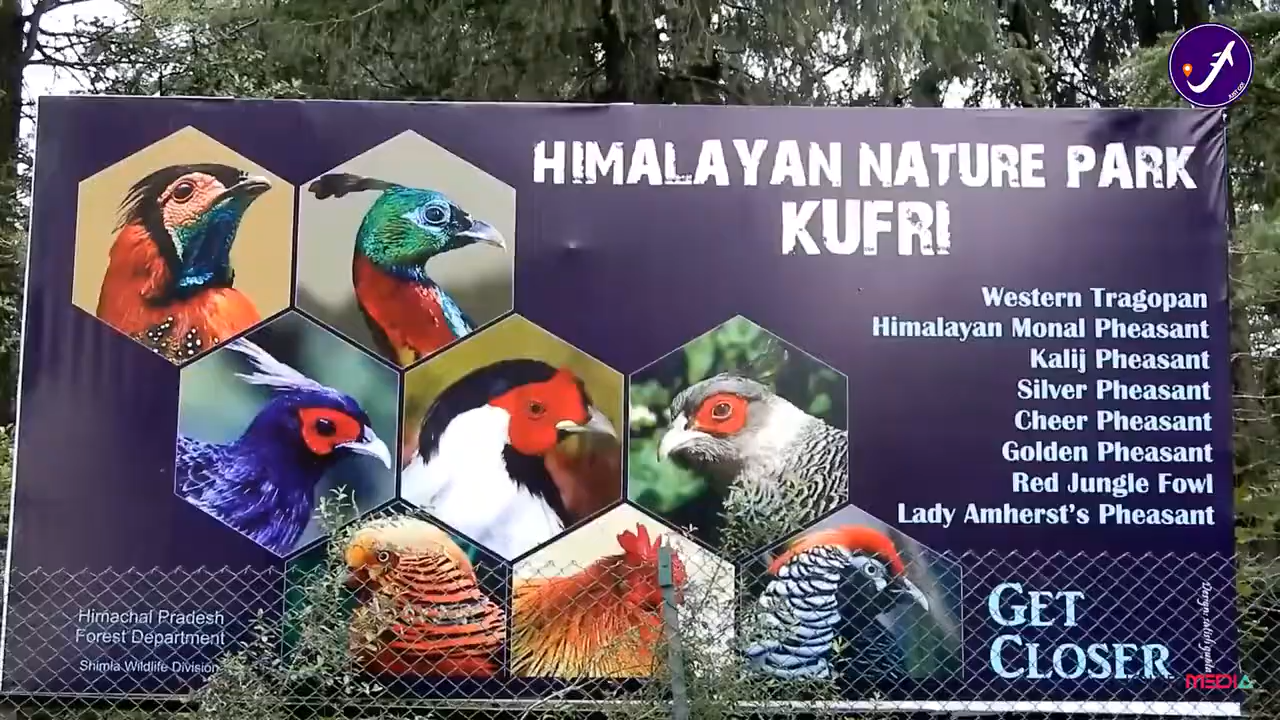 HIMALAYAN NATURE PARK
KUFRI
Western Tragopan
Himalayan Monal Pheasant
Kalij Pheasant
Silver Pheasant
Cheer Pheasant
Golden Pheasant
Red Jungle Fowl
Lady Amherst's Pheasant
Himachal Pradesh
Forest Department
Shimla Wildlife Division
GET
CLOSER
MEDIA